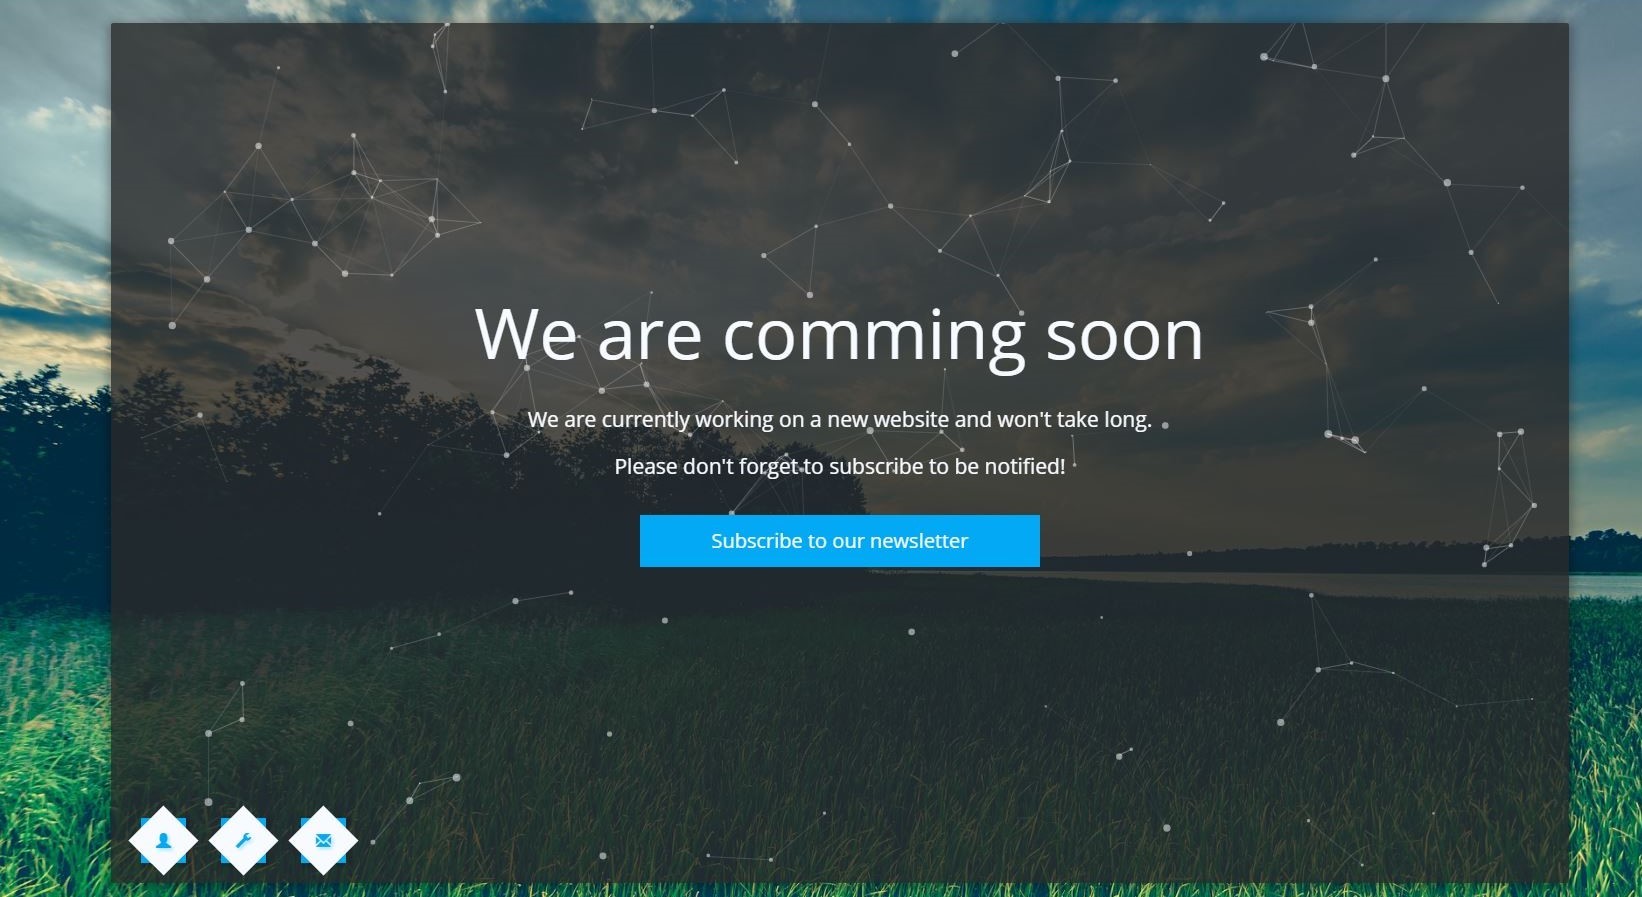 We are comming soon
We are currently working on a new website and won't take long.
Please don't forget to subscribe to be notified!
Subscribe to our newsletter